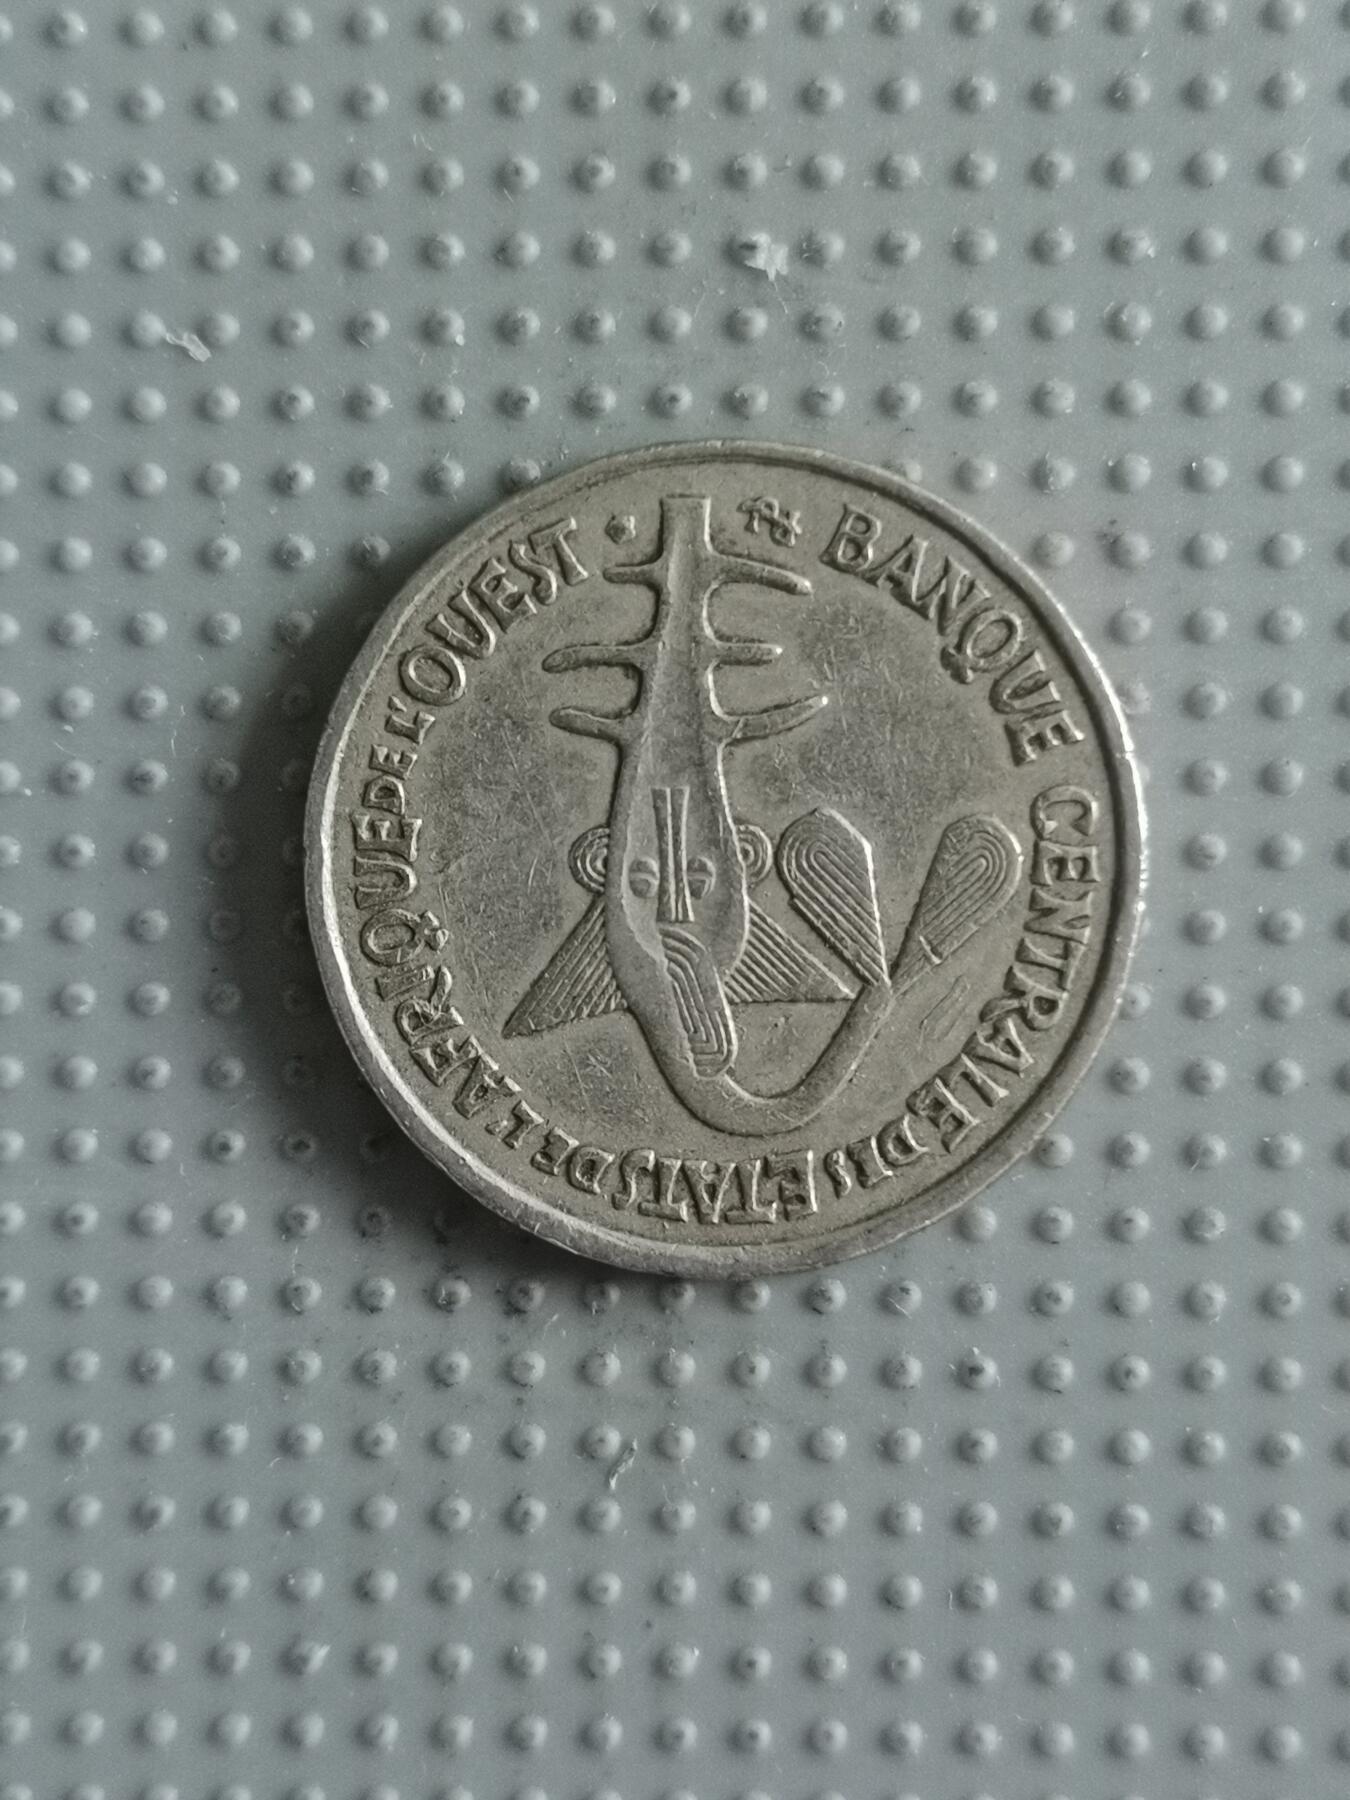 BANQUE CENTRALE DES ETATS DE L'AFRIQUE DE L'OUEST